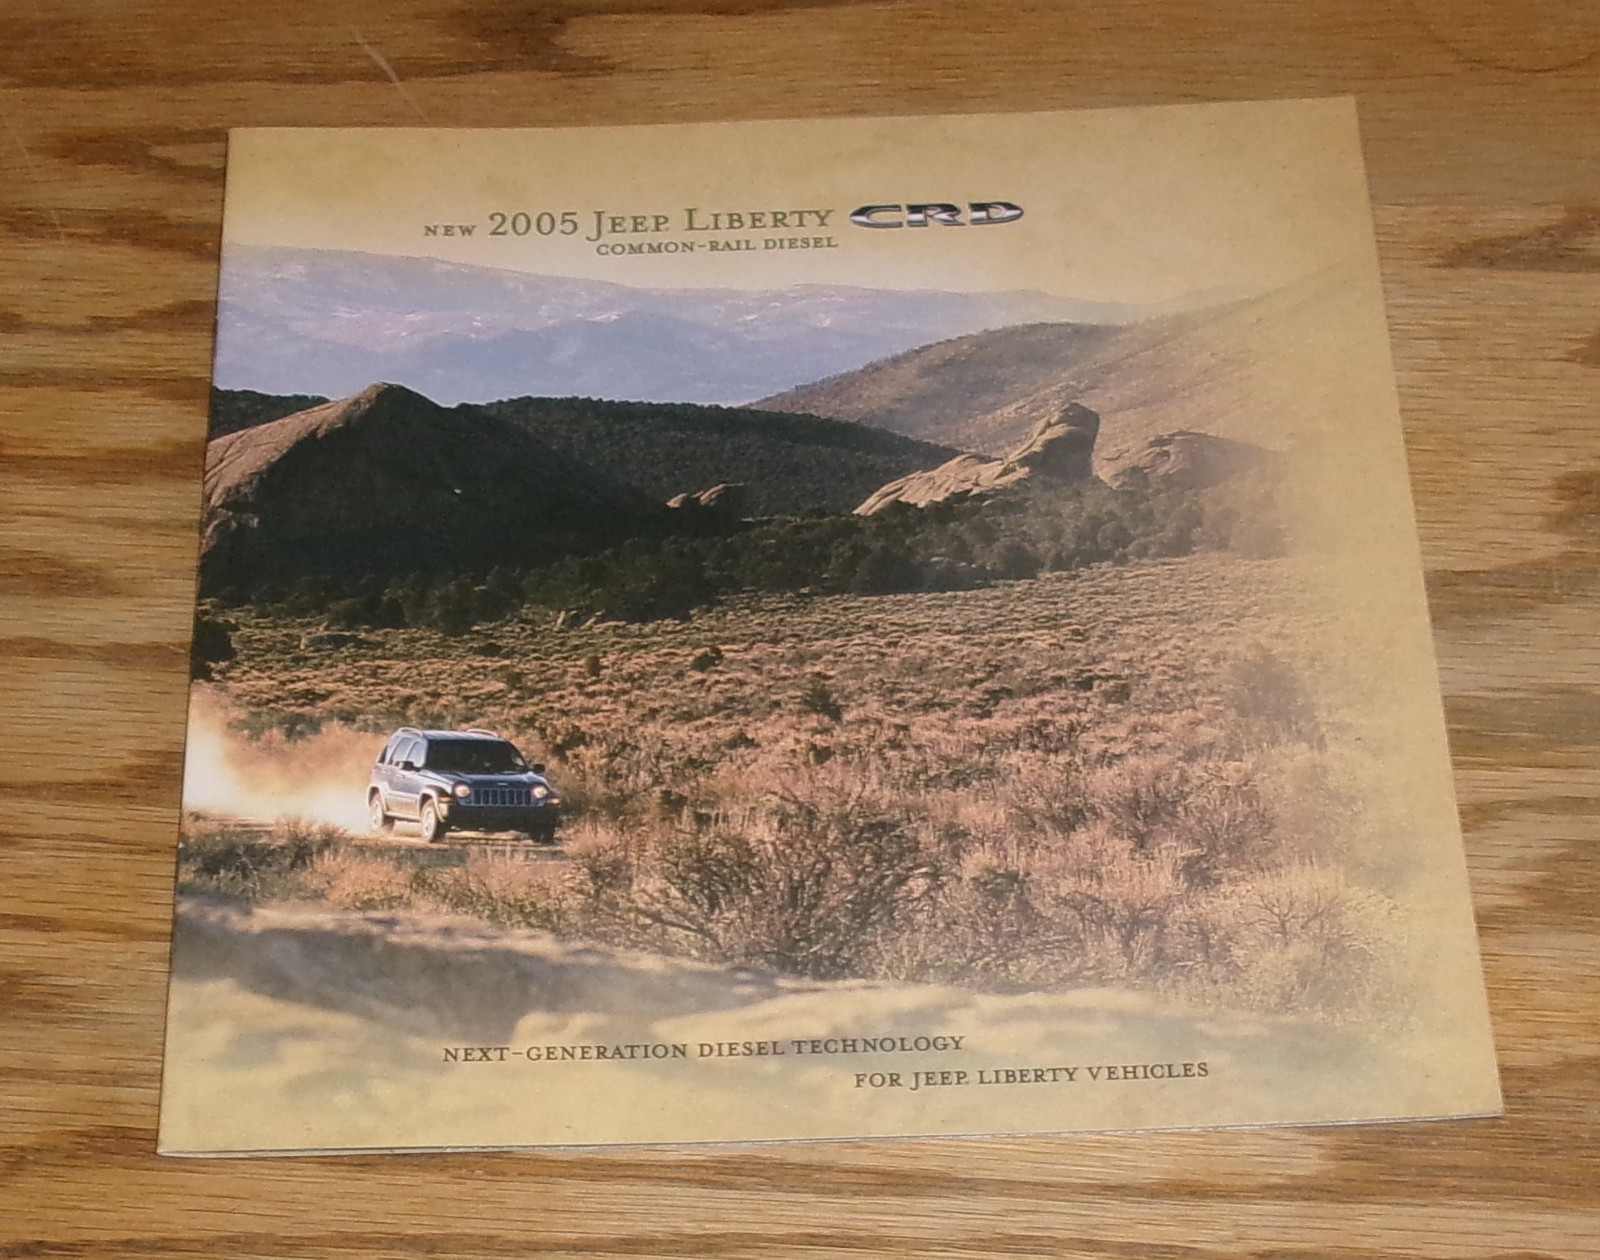 NEW 2005 JEEP. LIBERTY CRD
COMMON-RAIL DIESEL
NEXT-GENERATION DIESEL TECHNOLOGY
FOR JEEP. LIBERTY VEHICLES